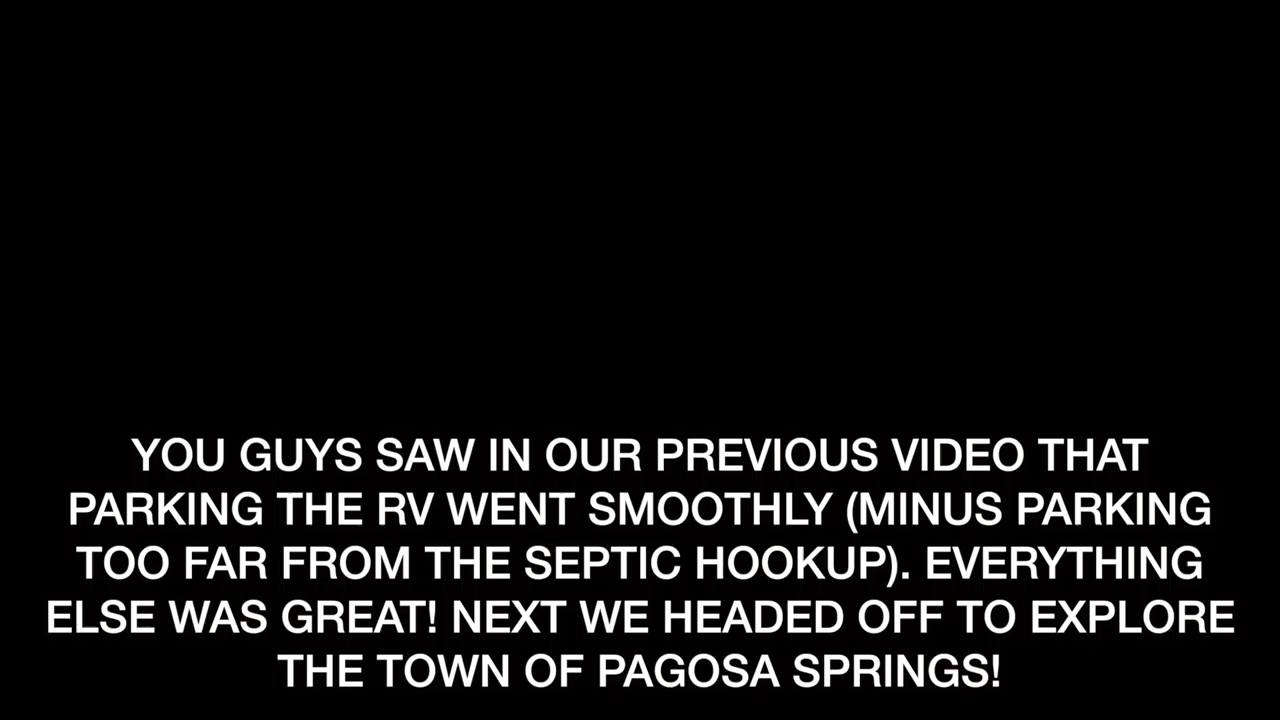 YOU GUYS SAW IN OUR PREVIOUS VIDEO THAT
PARKING THE RV WENT SMOOTHLY (MINUS PARKING
TOO FAR FROM THE SEPTIC HOOKUP). EVERYTHING
ELSE WAS GREAT! NEXT WE HEADED OFF TO EXPLORE
THE TOWN OF PAGOSA SPRINGS!